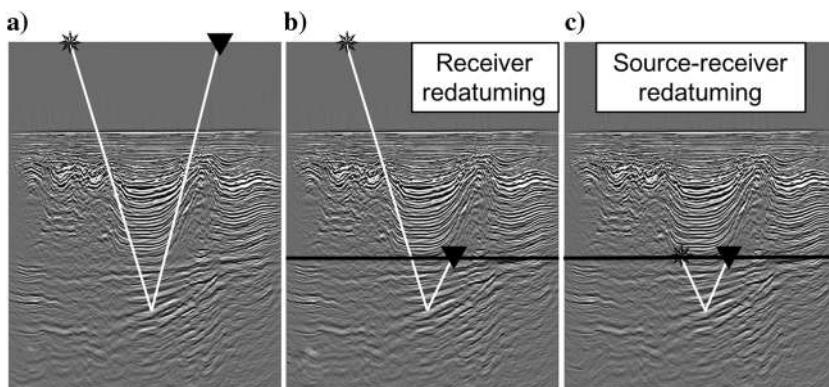 a)
b)
c)
Receiver
redatuming
Source-receiver
redatuming